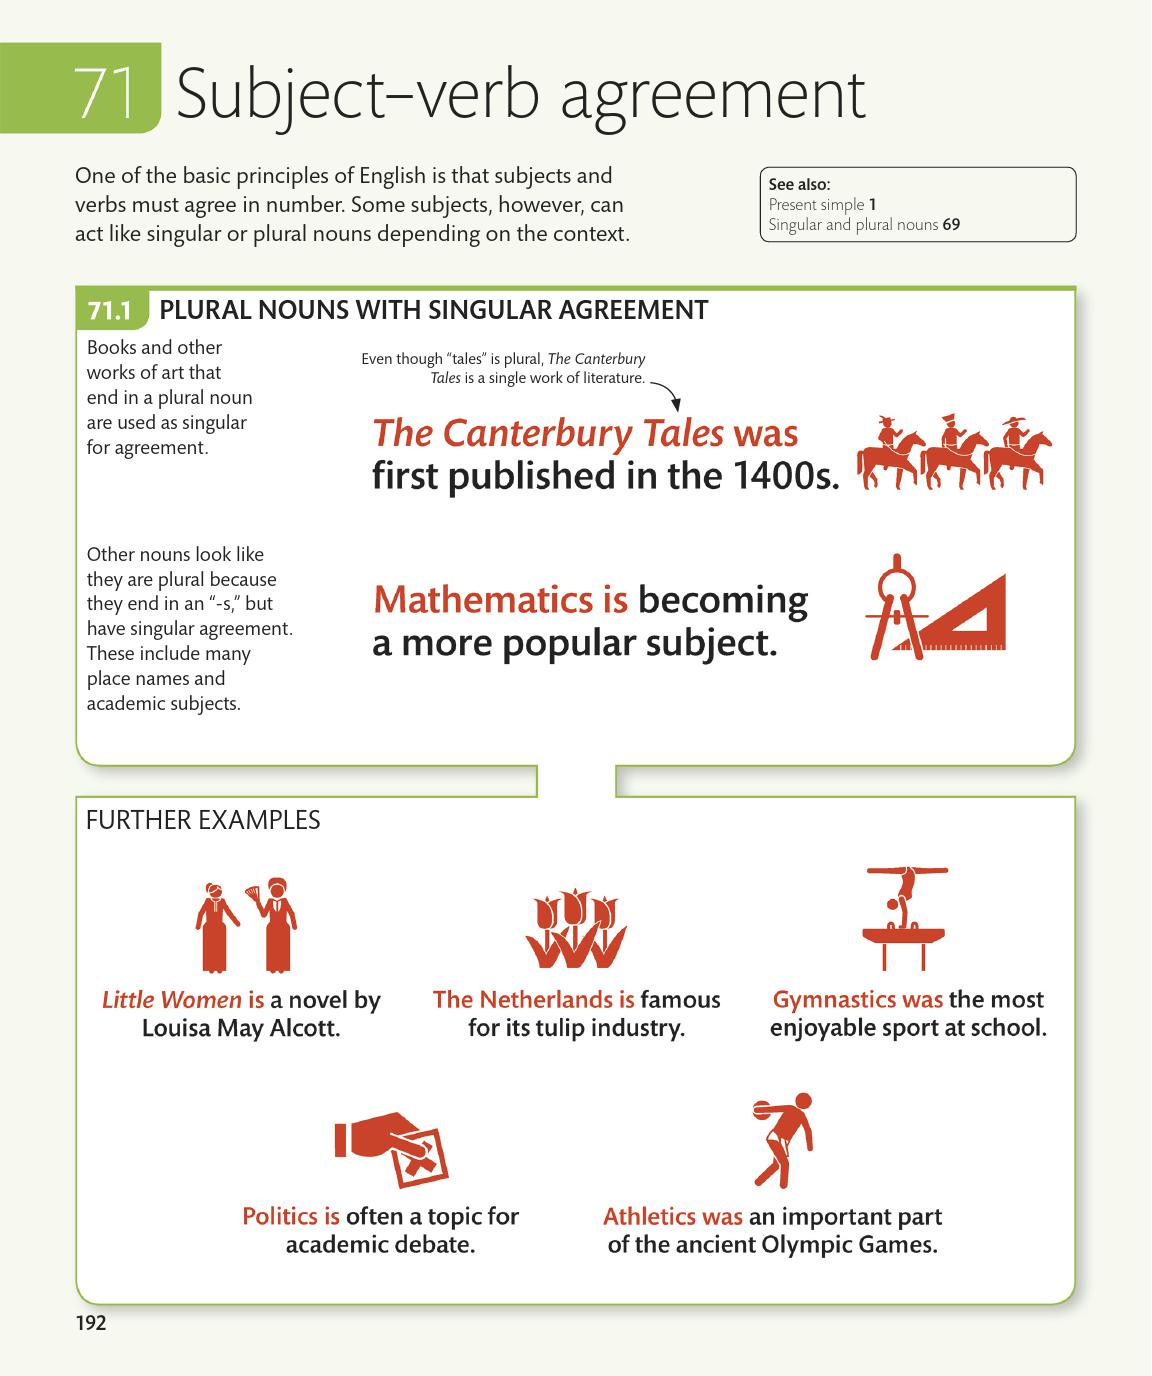 71 Subject–verb agreement
One of the basic principles of English is that subjects and
verbs must agree in number. Some subjects, however, can
act like singular or plural nouns depending on the context.
See also:
Present simple 1
Singular and plural nouns 69
71.1 PLURAL NOUNS WITH SINGULAR AGREEMENT
Books and other
works of art that
end in a plural noun
are used as singular
for agreement.
Even though “tales” is plural, The Canterbury
Tales is a single work of literature.
The Canterbury Tales was
first published in the 1400s.
Other nouns look like
they are plural because
they end in an “-s,” but
have singular agreement.
These include many
place names and
academic subjects.
Mathematics is becoming
a more popular subject.
FURTHER EXAMPLES
Little Women is a novel by
Louisa May Alcott.
The Netherlands is famous
for its tulip industry.
Gymnastics was the most
enjoyable sport at school.
Politics is often a topic for
academic debate.
Athletics was an important part
of the ancient Olympic Games.
192